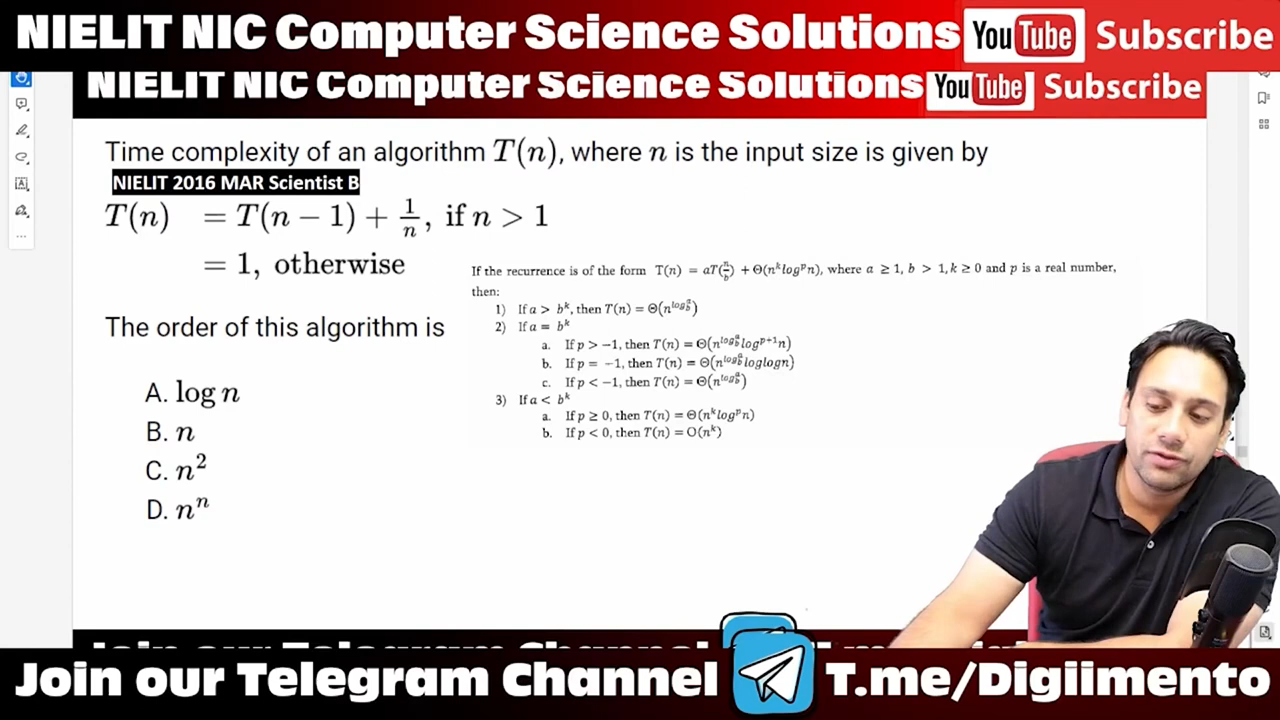 NIELIT NIC Computer Science Solutions YouTube Subscribe
NIELIT NIC Computer Science Solutions YouTube Subscribe
Time complexity of an algorithm T(n), where n is the input size is given by
NIELIT 2016 MAR Scientist B
T(n) = T(n − 1) + 1/n, if n > 1
= 1, otherwise
If the recurrence is of the form T(n) = aT(n/b) + Θ(n^k log^p n), where a ≥ 1, b > 1, k ≥ 0 and p is a real number,
then:
1) If a > b^k, then T(n) = Θ(n^log_b^a)
2) If a = b^k
a. If p > −1, then T(n) = Θ(n^log_b^a log^p+1 n)
b. If p = −1, then T(n) = Θ(n^log_b^a loglogn)
c. If p < −1, then T(n) = Θ(n^log_b^a)
3) If a < b^k
a. If p ≥ 0, then T(n) = Θ(n^k log^p n)
b. If p < 0, then T(n) = O(n^k)
The order of this algorithm is
A. log n
B. n
C. n²
D. nⁿ
Join our Telegram Channel
Join our Telegram Channel T.me/Digiimento